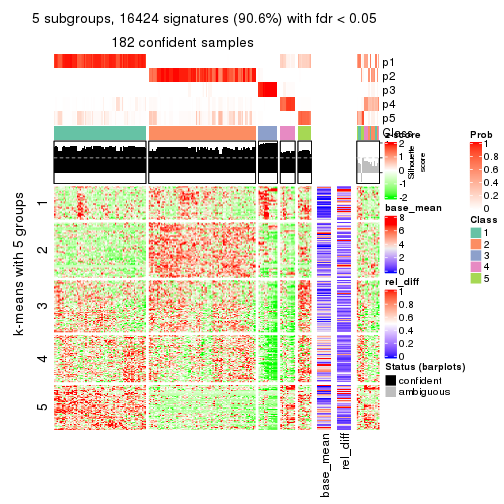 5 subgroups, 16424 signatures (90.6%) with fdr < 0.05
182 confident samples
p1
p2
p3
p4
p5
Class
Silhouette
score
1
2
3
4
5
k-means with 5 groups
base_mean
rel_diff
z-score
2
1
0
-1
-2
base_mean
8
6
4
2
0
rel_diff
1
0.8
0.6
0.4
0.2
0
Status (barplots)
confident
ambiguous
Prob
1
0.8
0.6
0.4
0.2
0
Class
1
2
3
4
5